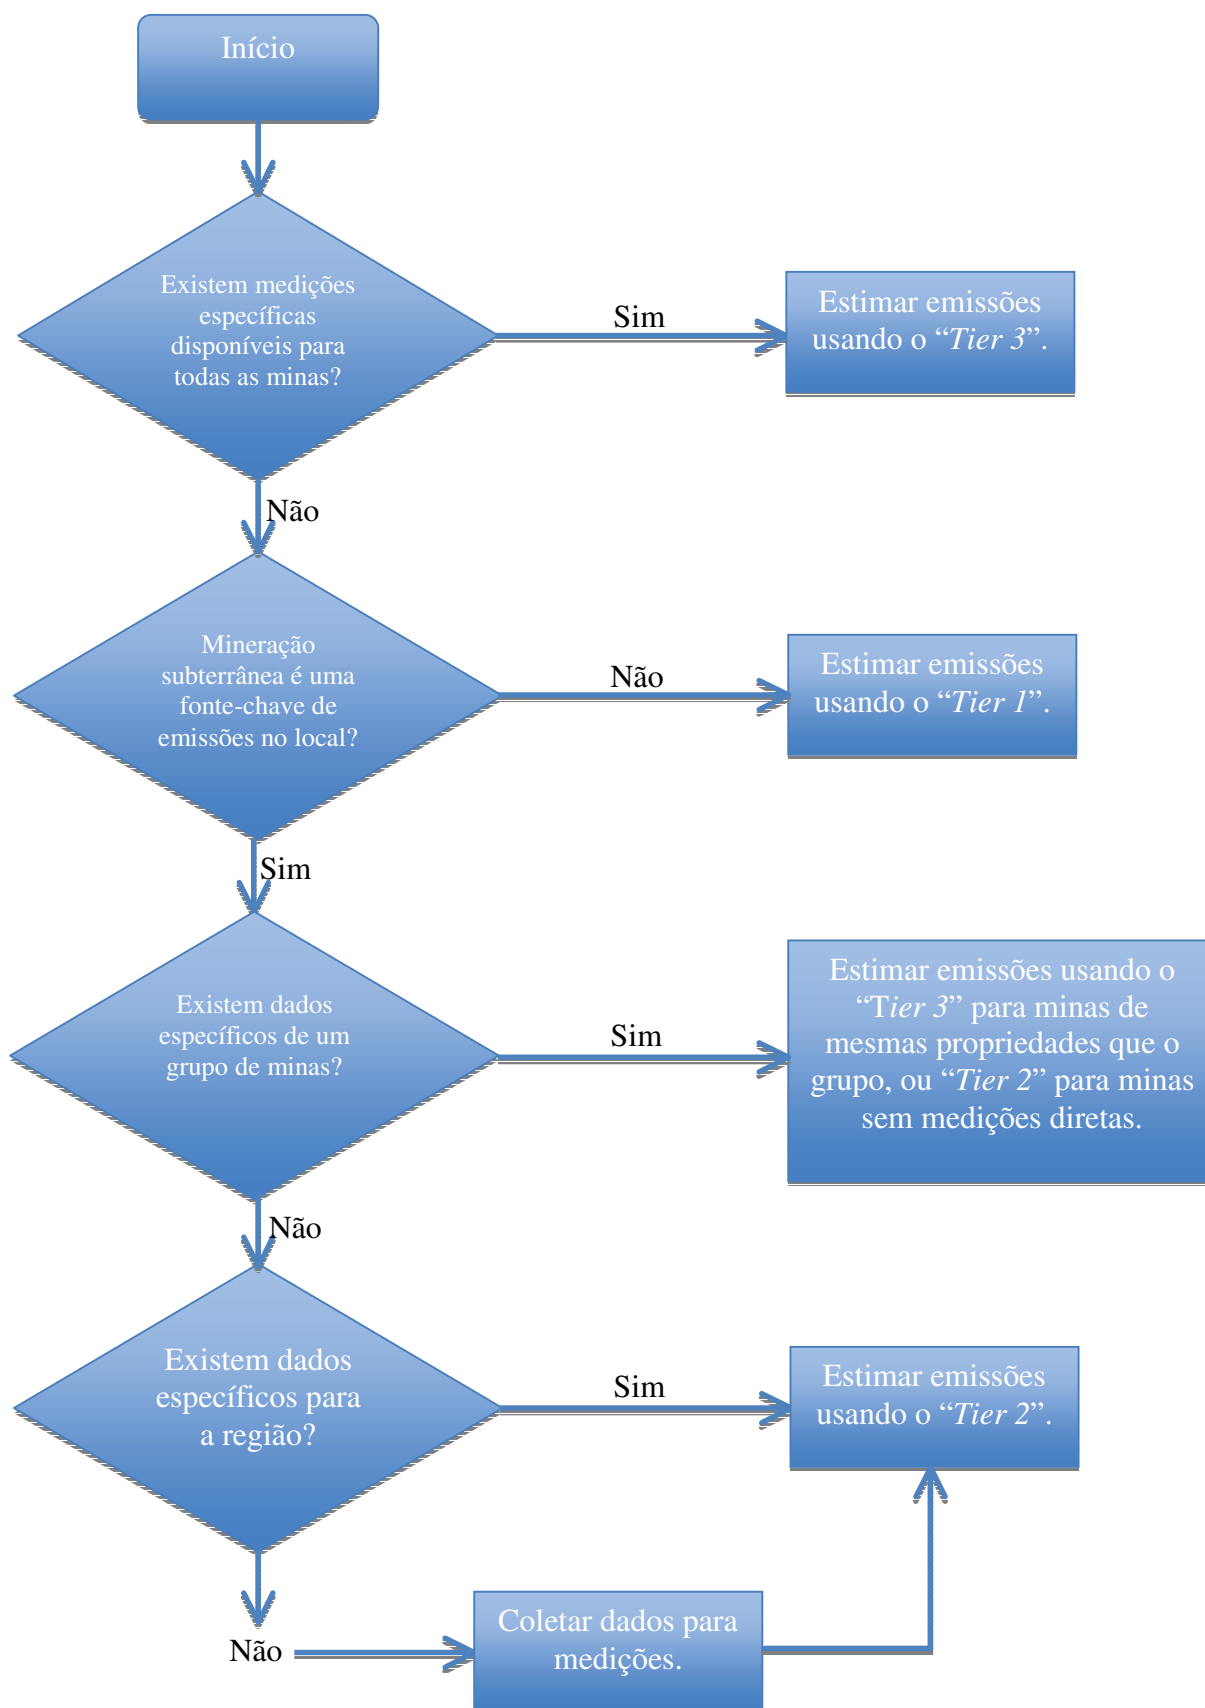 Início
Existem medições
específicas
disponíveis para
todas as minas?
Sim
Estimar emissões
usando o “Tier 3”.
Não
Mineração
subterrânea é uma
fonte-chave de
emissões no local?
Não
Estimar emissões
usando o “Tier 1”.
Sim
Existem dados
específicos de um
grupo de minas?
Sim
Estimar emissões usando o
“Tier 3” para minas de
mesmas propriedades que o
grupo, ou “Tier 2” para minas
sem medições diretas.
Não
Existem dados
específicos para
a região?
Sim
Estimar emissões
usando o “Tier 2”.
Não
Coletar dados para
medições.